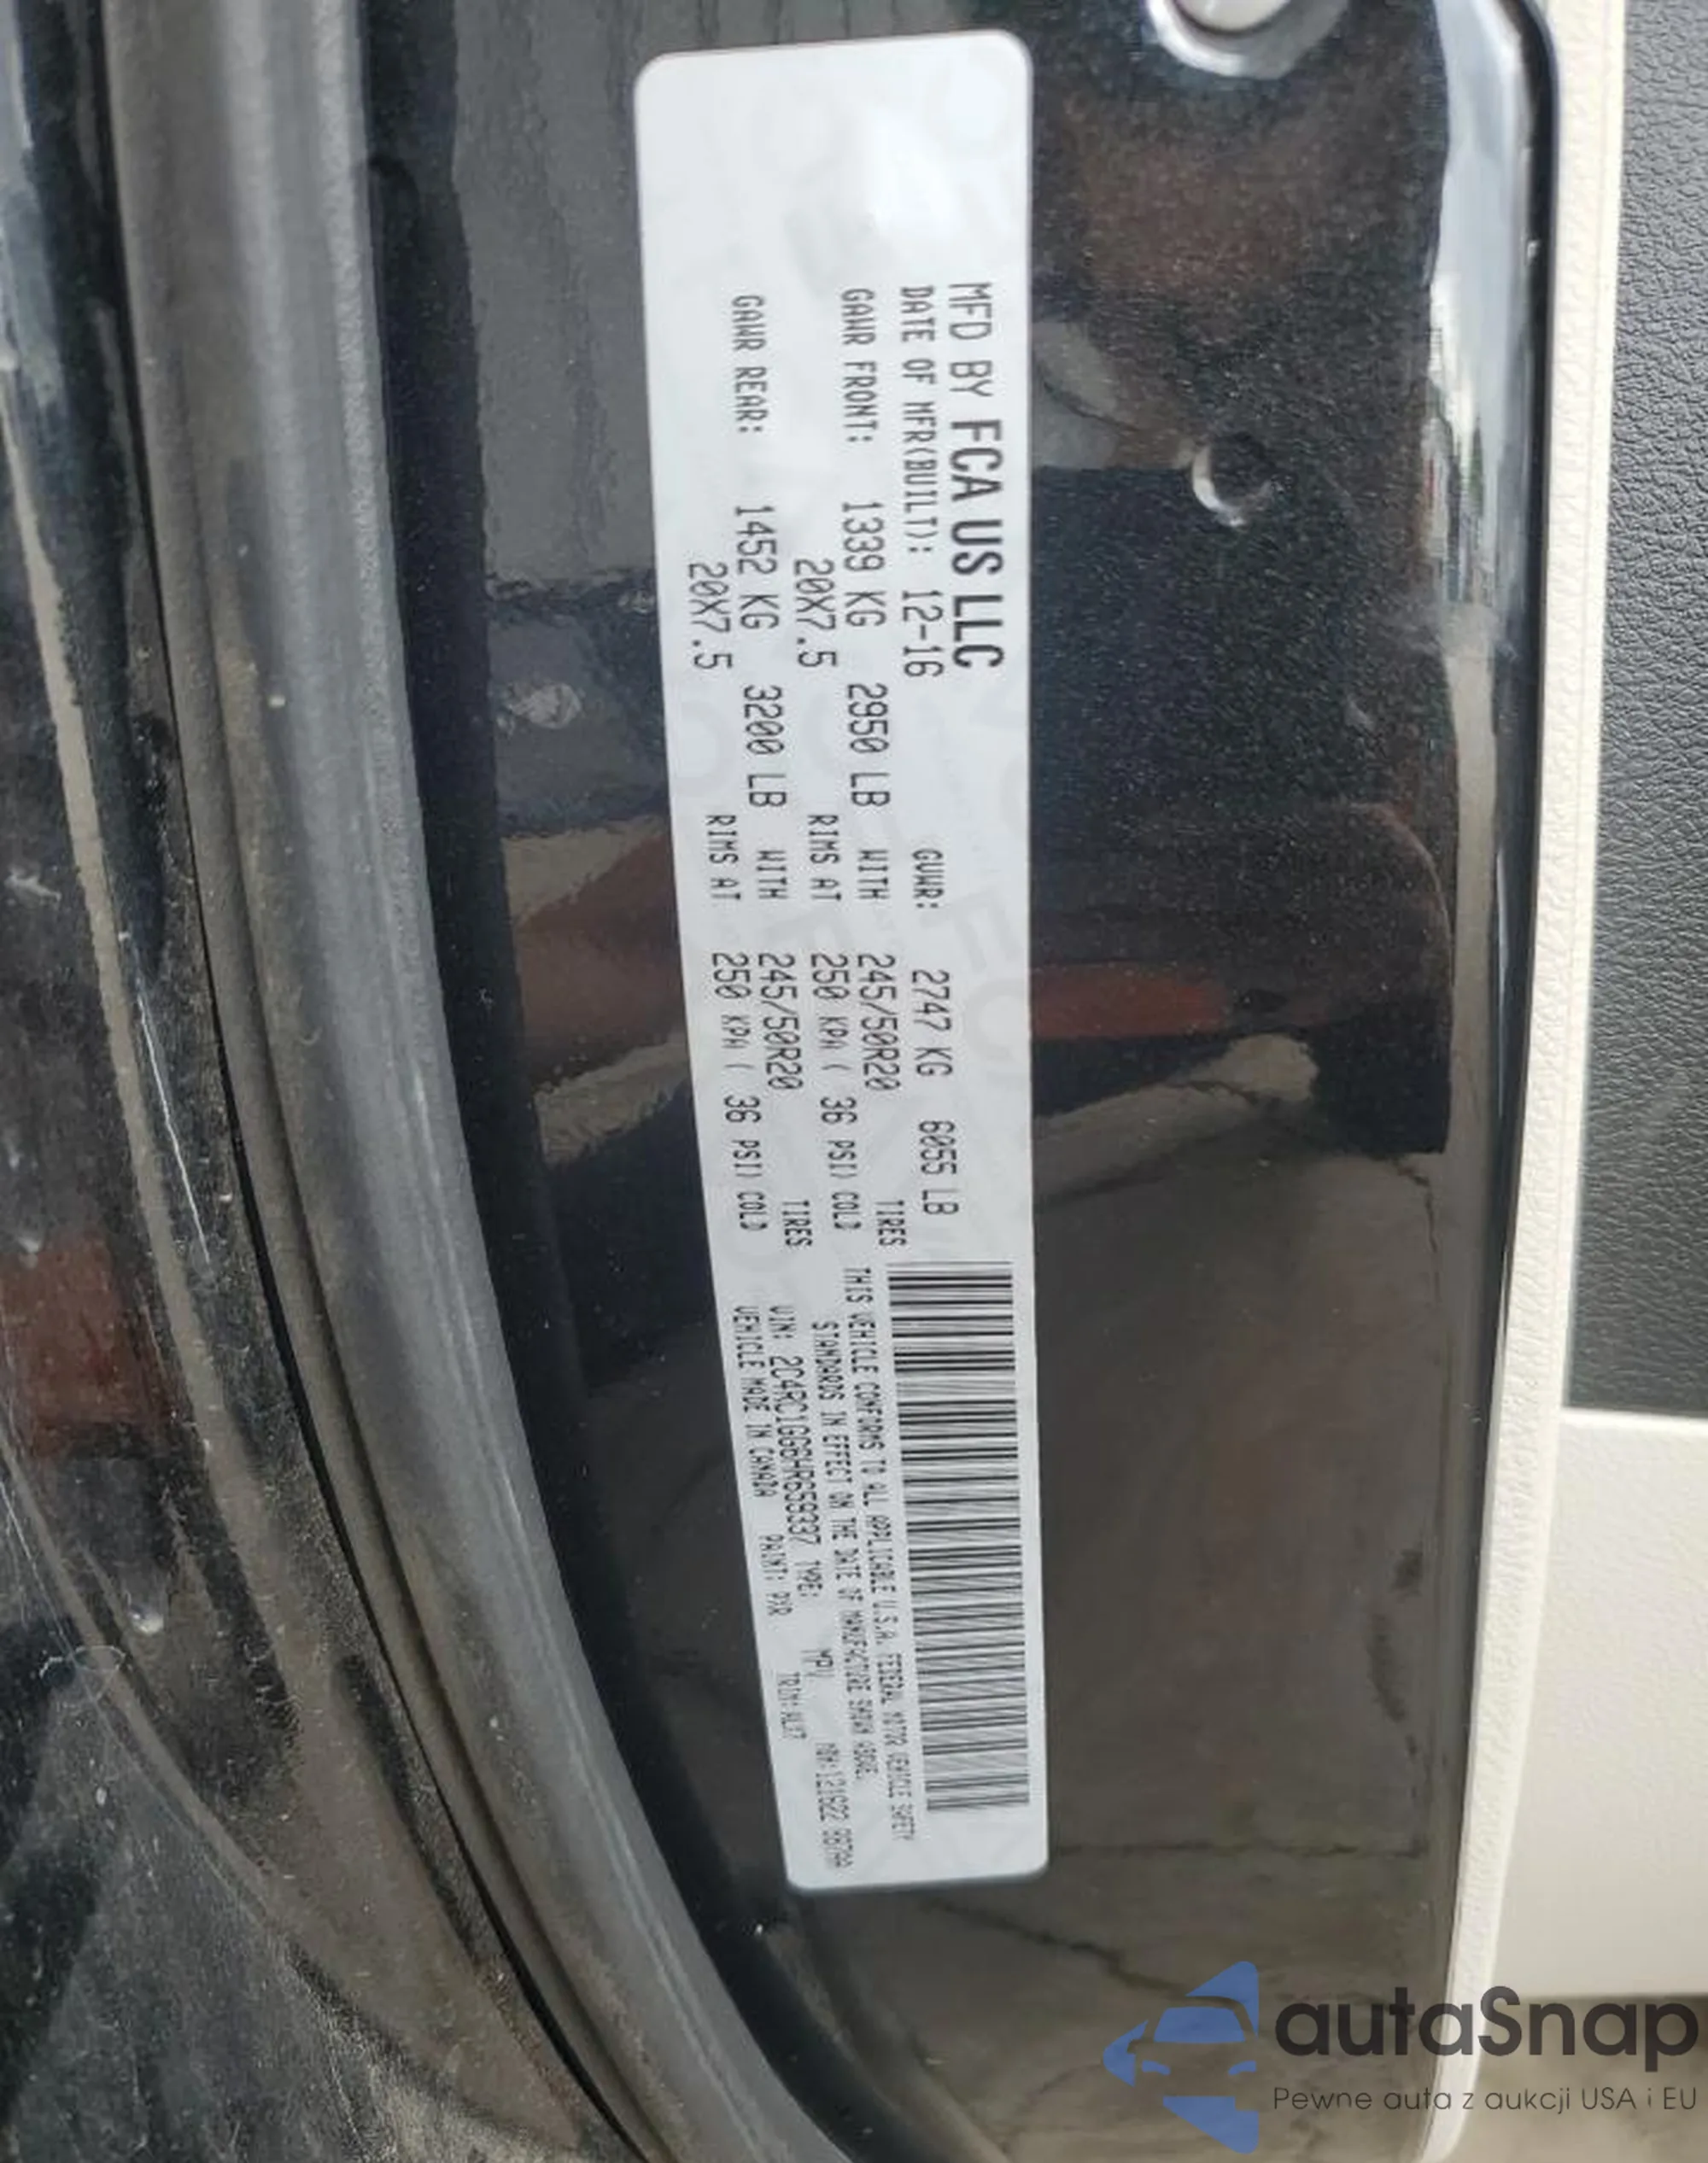 MFD BY FCA US LLC
DATE OF MFR(BUILT): 12-16 GVWR: 2747 KG 6055 LB
GAWR FRONT: 1339 KG 2950 LB WITH 245/50R20 TIRES
20X7.5 RIMS AT 250 KPA ( 36 PSI) COLD
GAWR REAR: 1452 KG 3200 LB WITH 245/50R20 TIRES
20X7.5 RIMS AT 250 KPA ( 36 PSI) COLD
THIS VEHICLE CONFORMS TO ALL APPLICABLE U.S.A. FEDERAL MOTOR VEHICLE SAFETY
STANDARDS IN EFFECT ON THE DATE OF MANUFACTURE SHOWN ABOVE.
VIN: 2C4RC1GG6HR659337 TYPE: MPV
VEHICLE MADE IN CANADA PAINT: PXR
autaSnap
Pewne auta z aukcji USA i EU